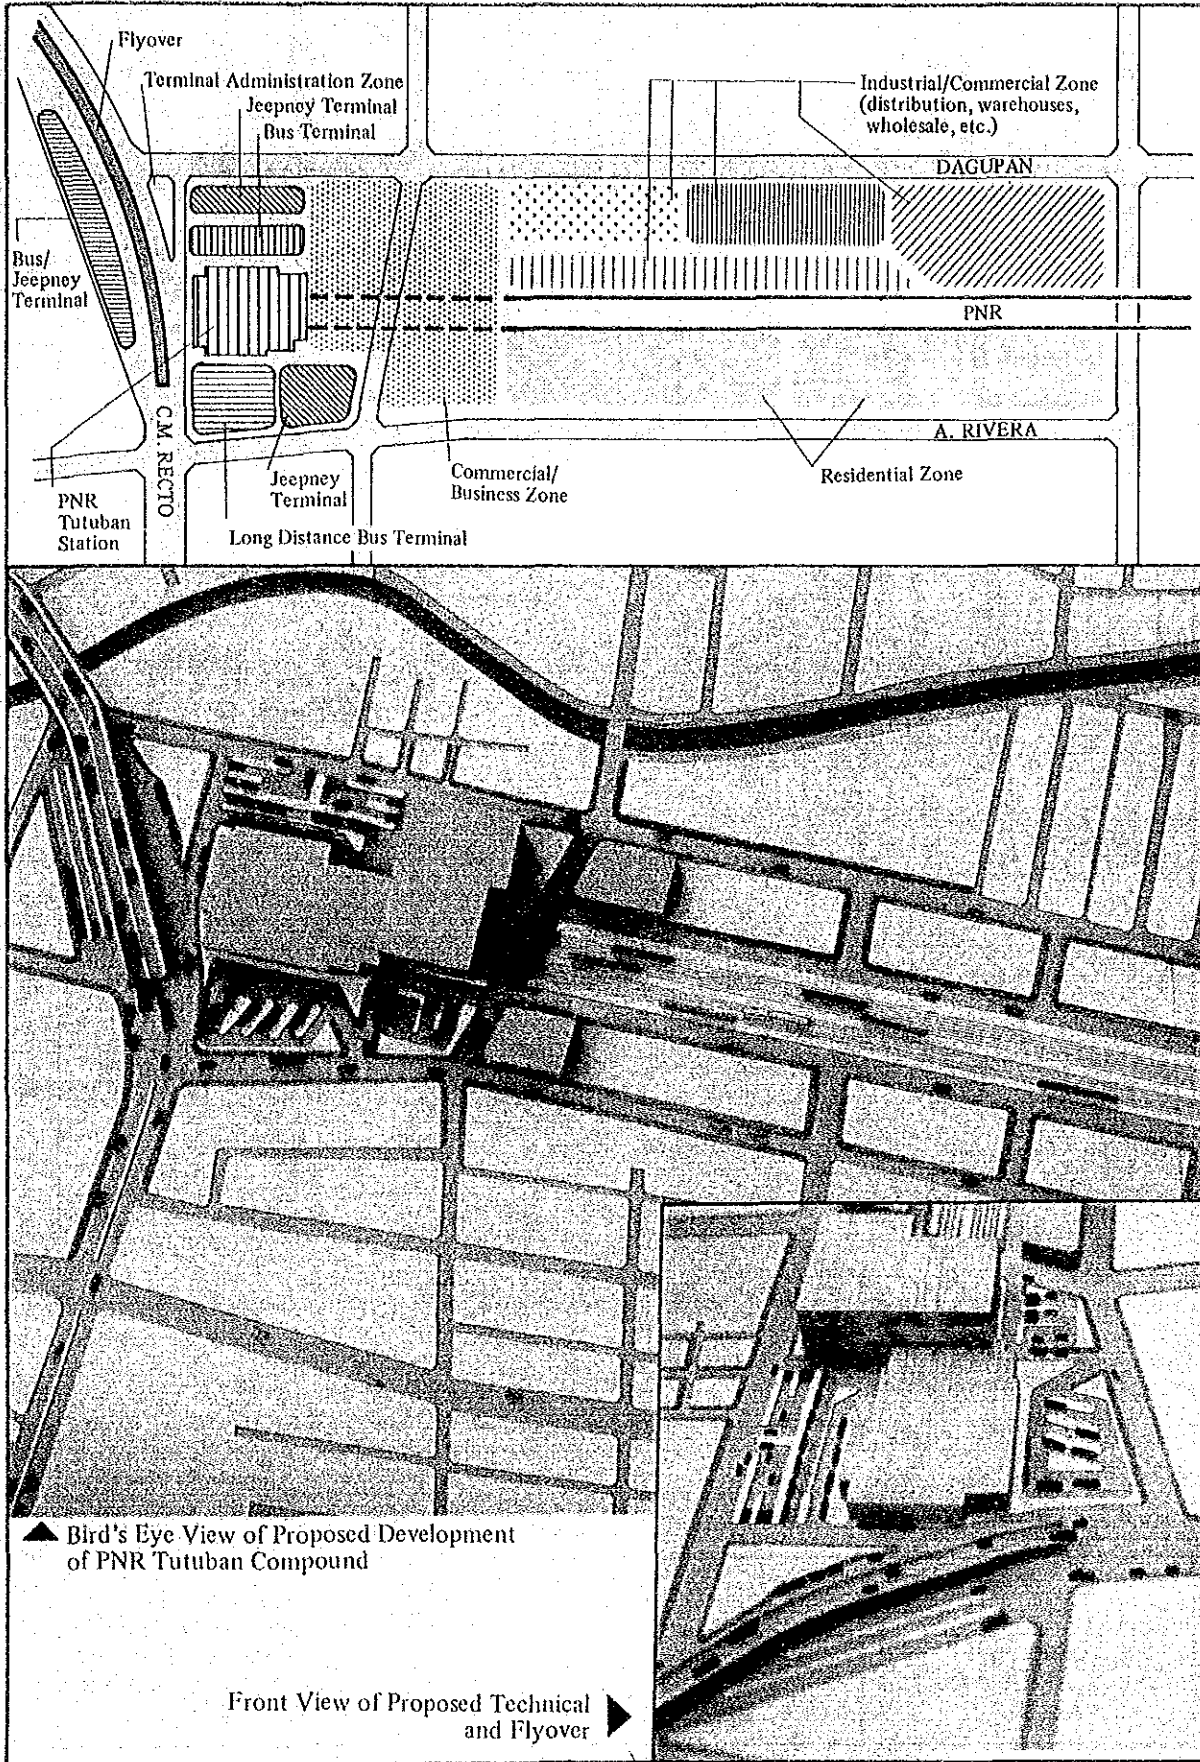 Flyover
Terminal Administration Zone
Jeepney Terminal
Bus Terminal
Industrial/Commercial Zone
(distribution, warehouses,
wholesale, etc.)
DAGUPAN
Bus/
Jeepney
Terminal
PNR
C.M. RECTO
A. RIVERA
PNR
Tutuban
Station
Jeepney
Terminal
Long Distance Bus Terminal
Commercial/
Business Zone
Residential Zone
Bird's Eye View of Proposed Development
of PNR Tutuban Compound
Front View of Proposed Technical
and Flyover